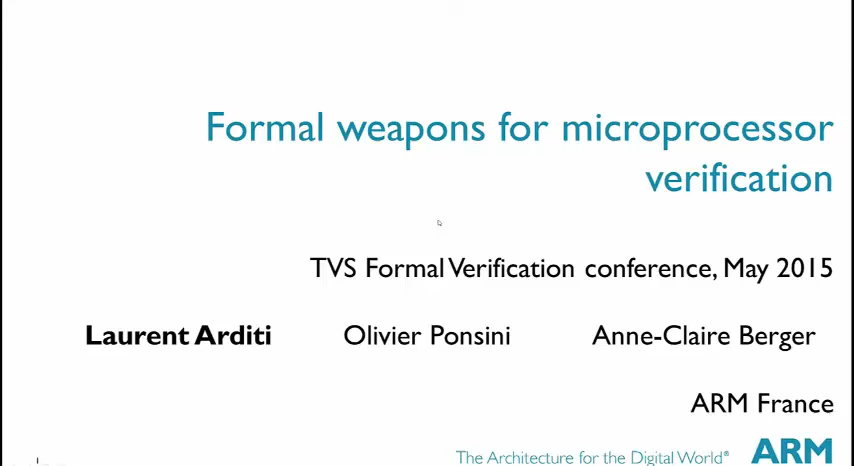 Formal weapons for microprocessor
verification
TVS Formal Verification conference, May 2015
Laurent Arditi Olivier Ponsini Anne-Claire Berger
ARM France
The Architecture for the Digital World® ARM